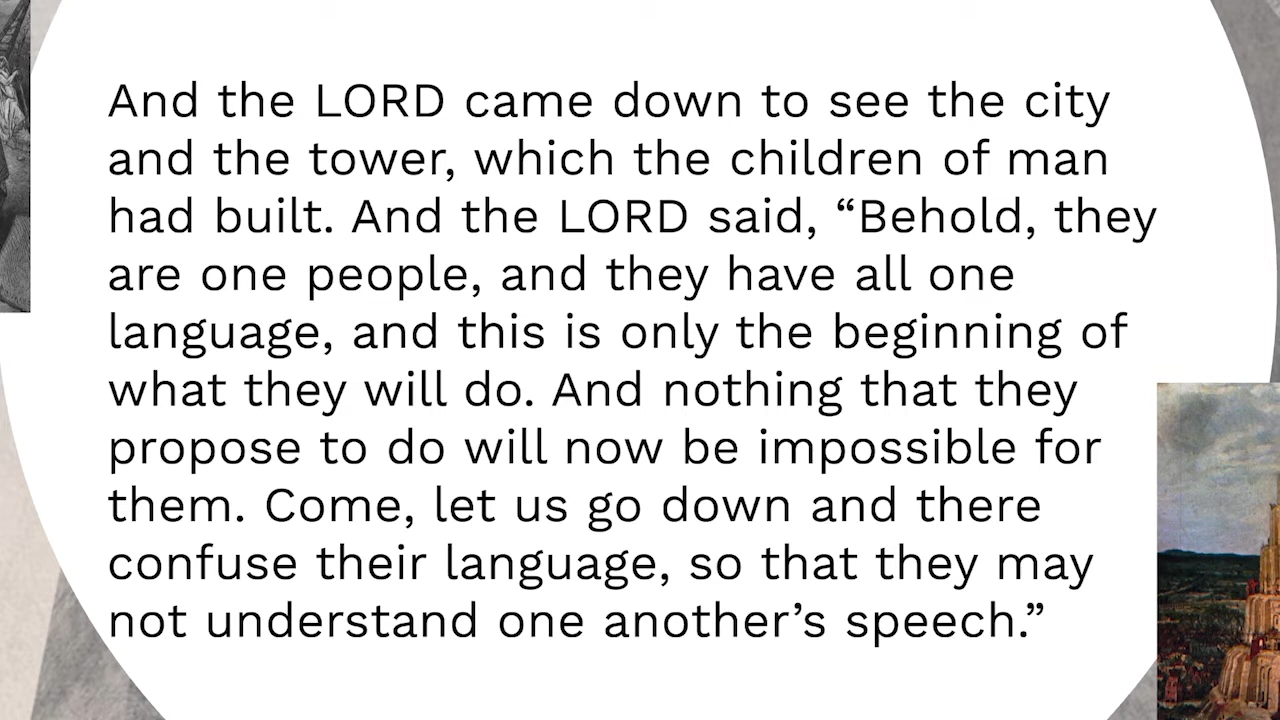 And the LORD came down to see the city
and the tower, which the children of man
had built. And the LORD said, “Behold, they
are one people, and they have all one
language, and this is only the beginning of
what they will do. And nothing that they
propose to do will now be impossible for
them. Come, let us go down and there
confuse their language, so that they may
not understand one another’s speech.”